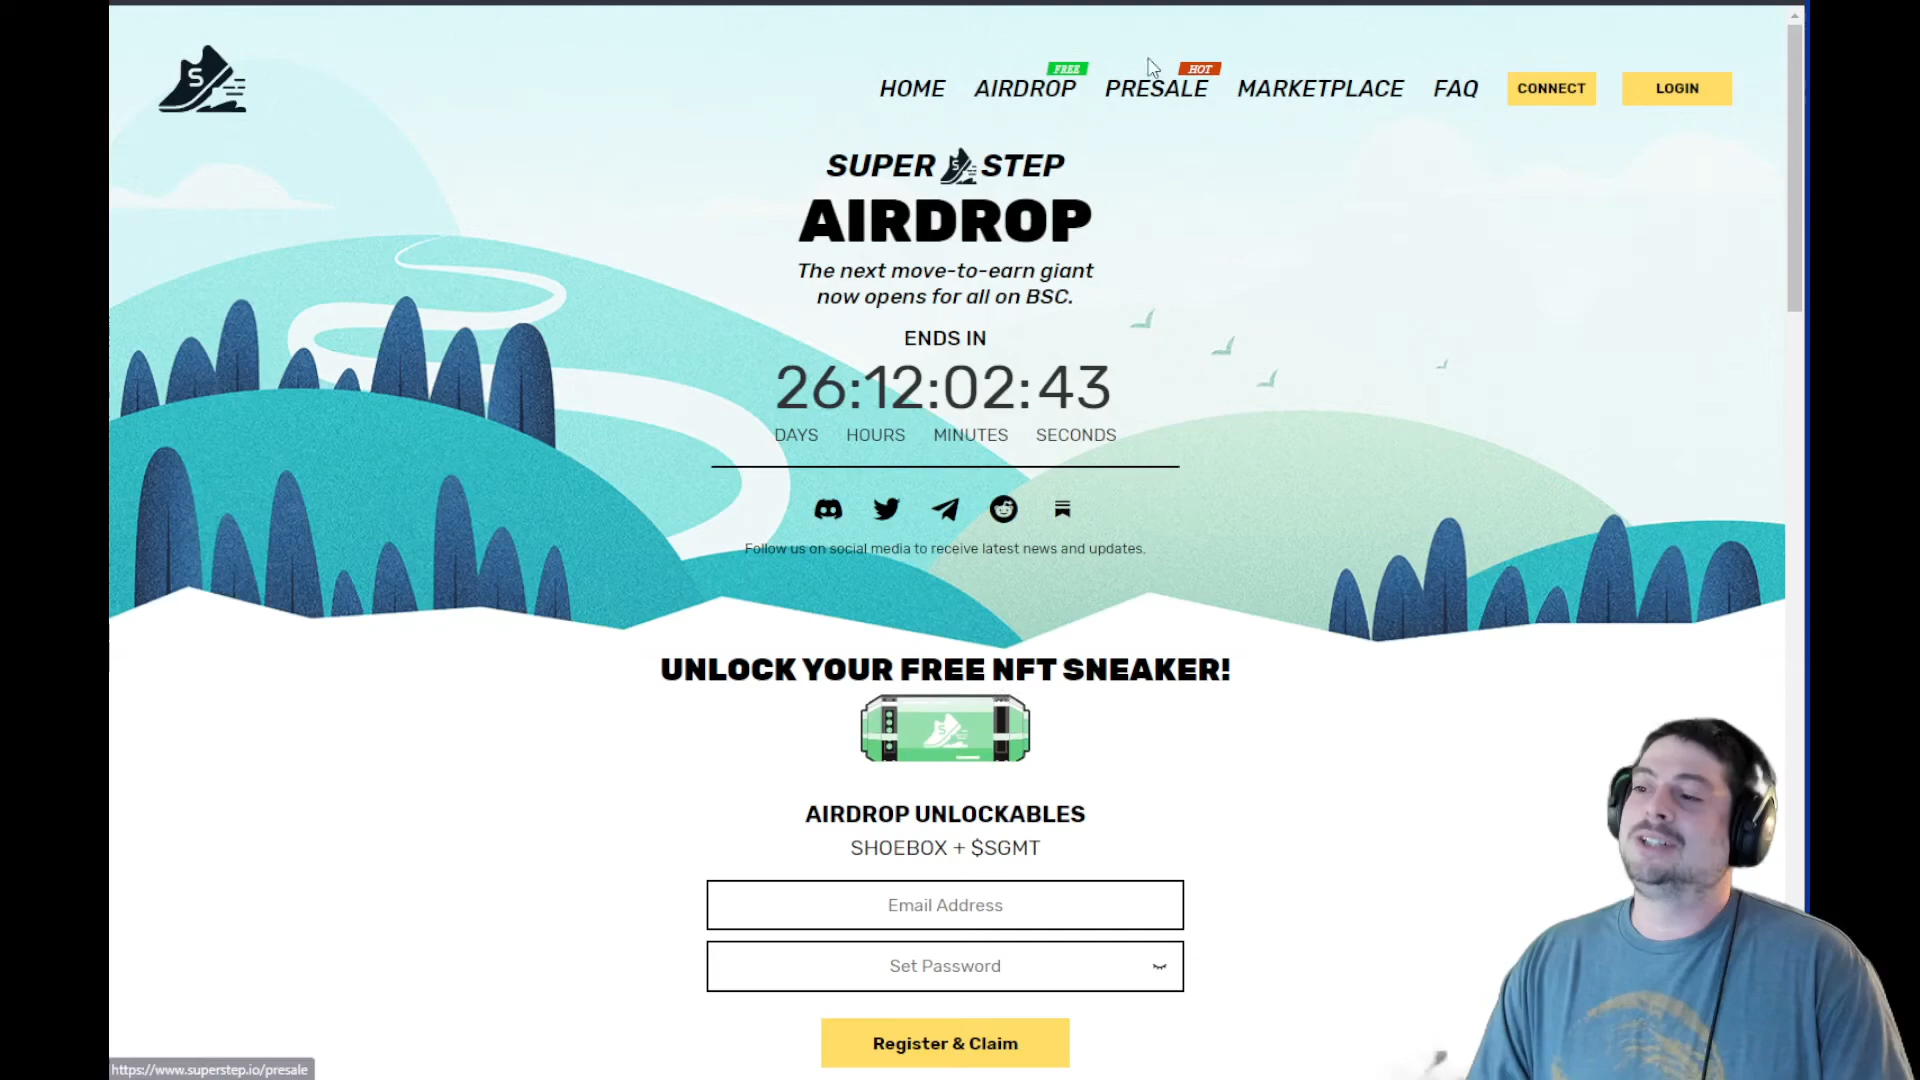 S
FREE
HOT
HOME AIRDROP PRESALE MARKETPLACE FAQ CONNECT LOGIN
SUPER S STEP
AIRDROP
The next move-to-earn giant
now opens for all on BSC.
ENDS IN
26:12:02:43
DAYS HOURS MINUTES SECONDS
Follow us on social media to receive latest news and updates.
UNLOCK YOUR FREE NFT SNEAKER!
S
AIRDROP UNLOCKABLES
SHOEBOX + $SGMT
Email Address
Set Password
Register & Claim
https://www.superstep.io/presale